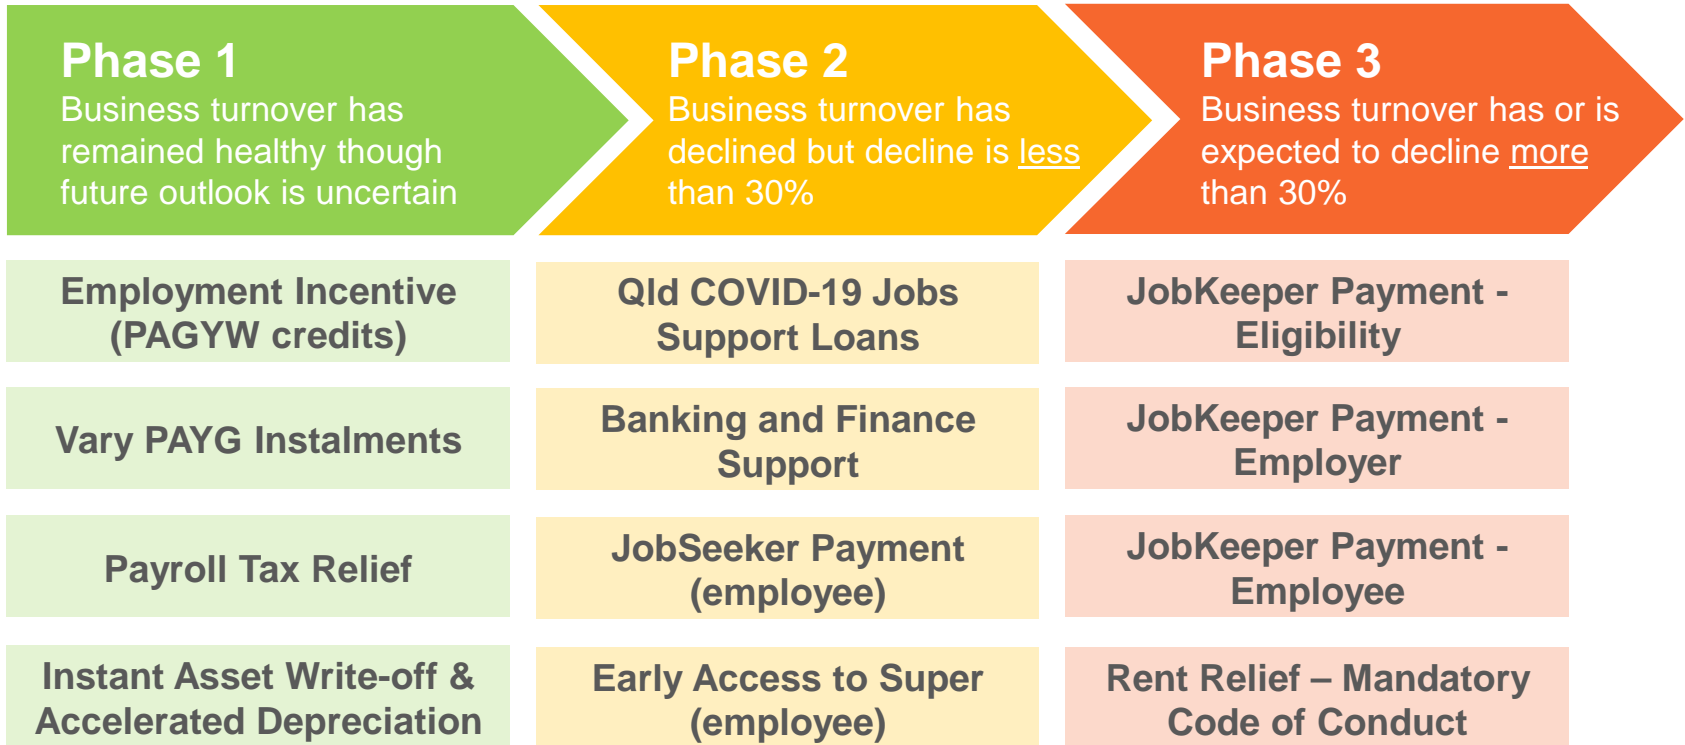 Phase 1
Business turnover has
remained healthy though
future outlook is uncertain
Phase 2
Business turnover has
declined but decline is less
than 30%
Phase 3
Business turnover has or is
expected to decline more
than 30%
Employment Incentive
(PAGYW credits)
Vary PAYG Instalments
Payroll Tax Relief
Instant Asset Write-off &
Accelerated Depreciation
Qld COVID-19 Jobs
Support Loans
Banking and Finance
Support
JobSeeker Payment
(employee)
Early Access to Super
(employee)
JobKeeper Payment -
Eligibility
JobKeeper Payment -
Employer
JobKeeper Payment -
Employee
Rent Relief – Mandatory
Code of Conduct